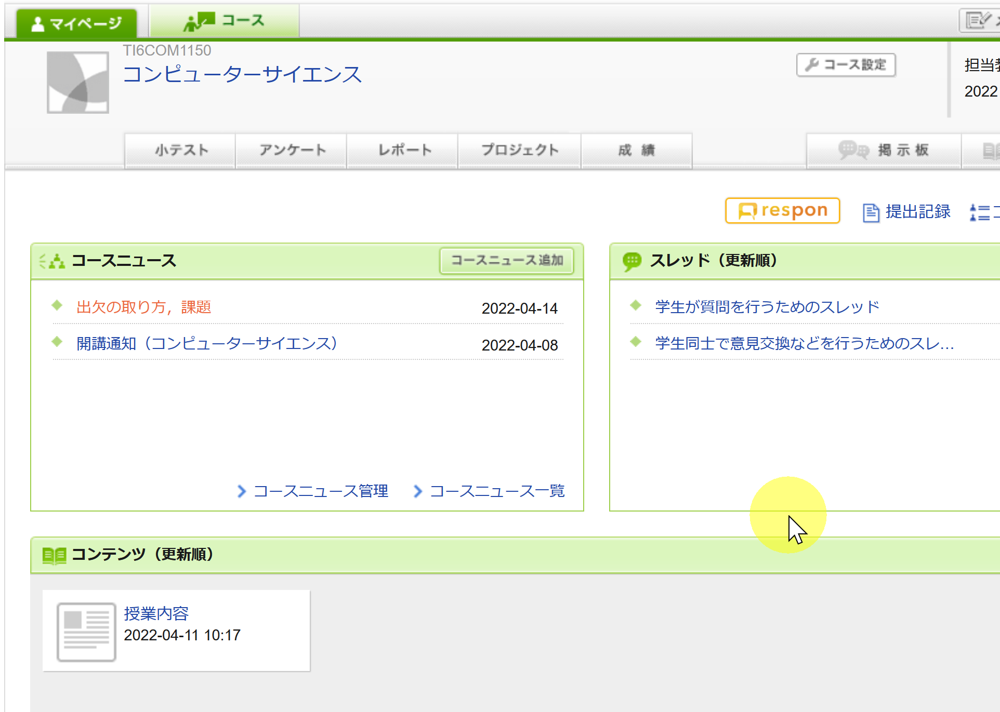 マイページ
コース
TI6COM1150
コンピューターサイエンス
コース設定
担当
2022
小テスト
アンケート
レポート
プロジェクト
成 績
掲示板
respon
提出記録
コースニュース
コースニュース追加
出欠の取り方，課題
2022-04-14
開講通知（コンピューターサイエンス）
2022-04-08
コースニュース管理
コースニュース一覧
スレッド（更新順）
学生が質問を行うためのスレッド
学生同士で意見交換などを行うためのスレ…
コンテンツ（更新順）
授業内容
2022-04-11 10:17